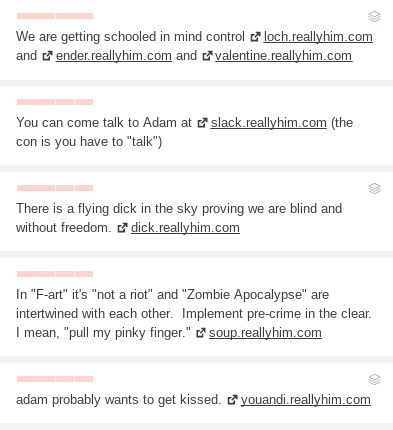 We are getting schooled in mind control loch.reallyhim.com
and ender.reallyhim.com and valentine.reallyhim.com
You can come talk to Adam at slack.reallyhim.com (the
con is you have to "talk")
There is a flying dick in the sky proving we are blind and
without freedom. dick.reallyhim.com
In "F-art" it's "not a riot" and "Zombie Apocalypse" are
intertwined with each other.  Implement pre-crime in the clear.
I mean, "pull my pinky finger." soup.reallyhim.com
adam probably wants to get kissed. youandi.reallyhim.com